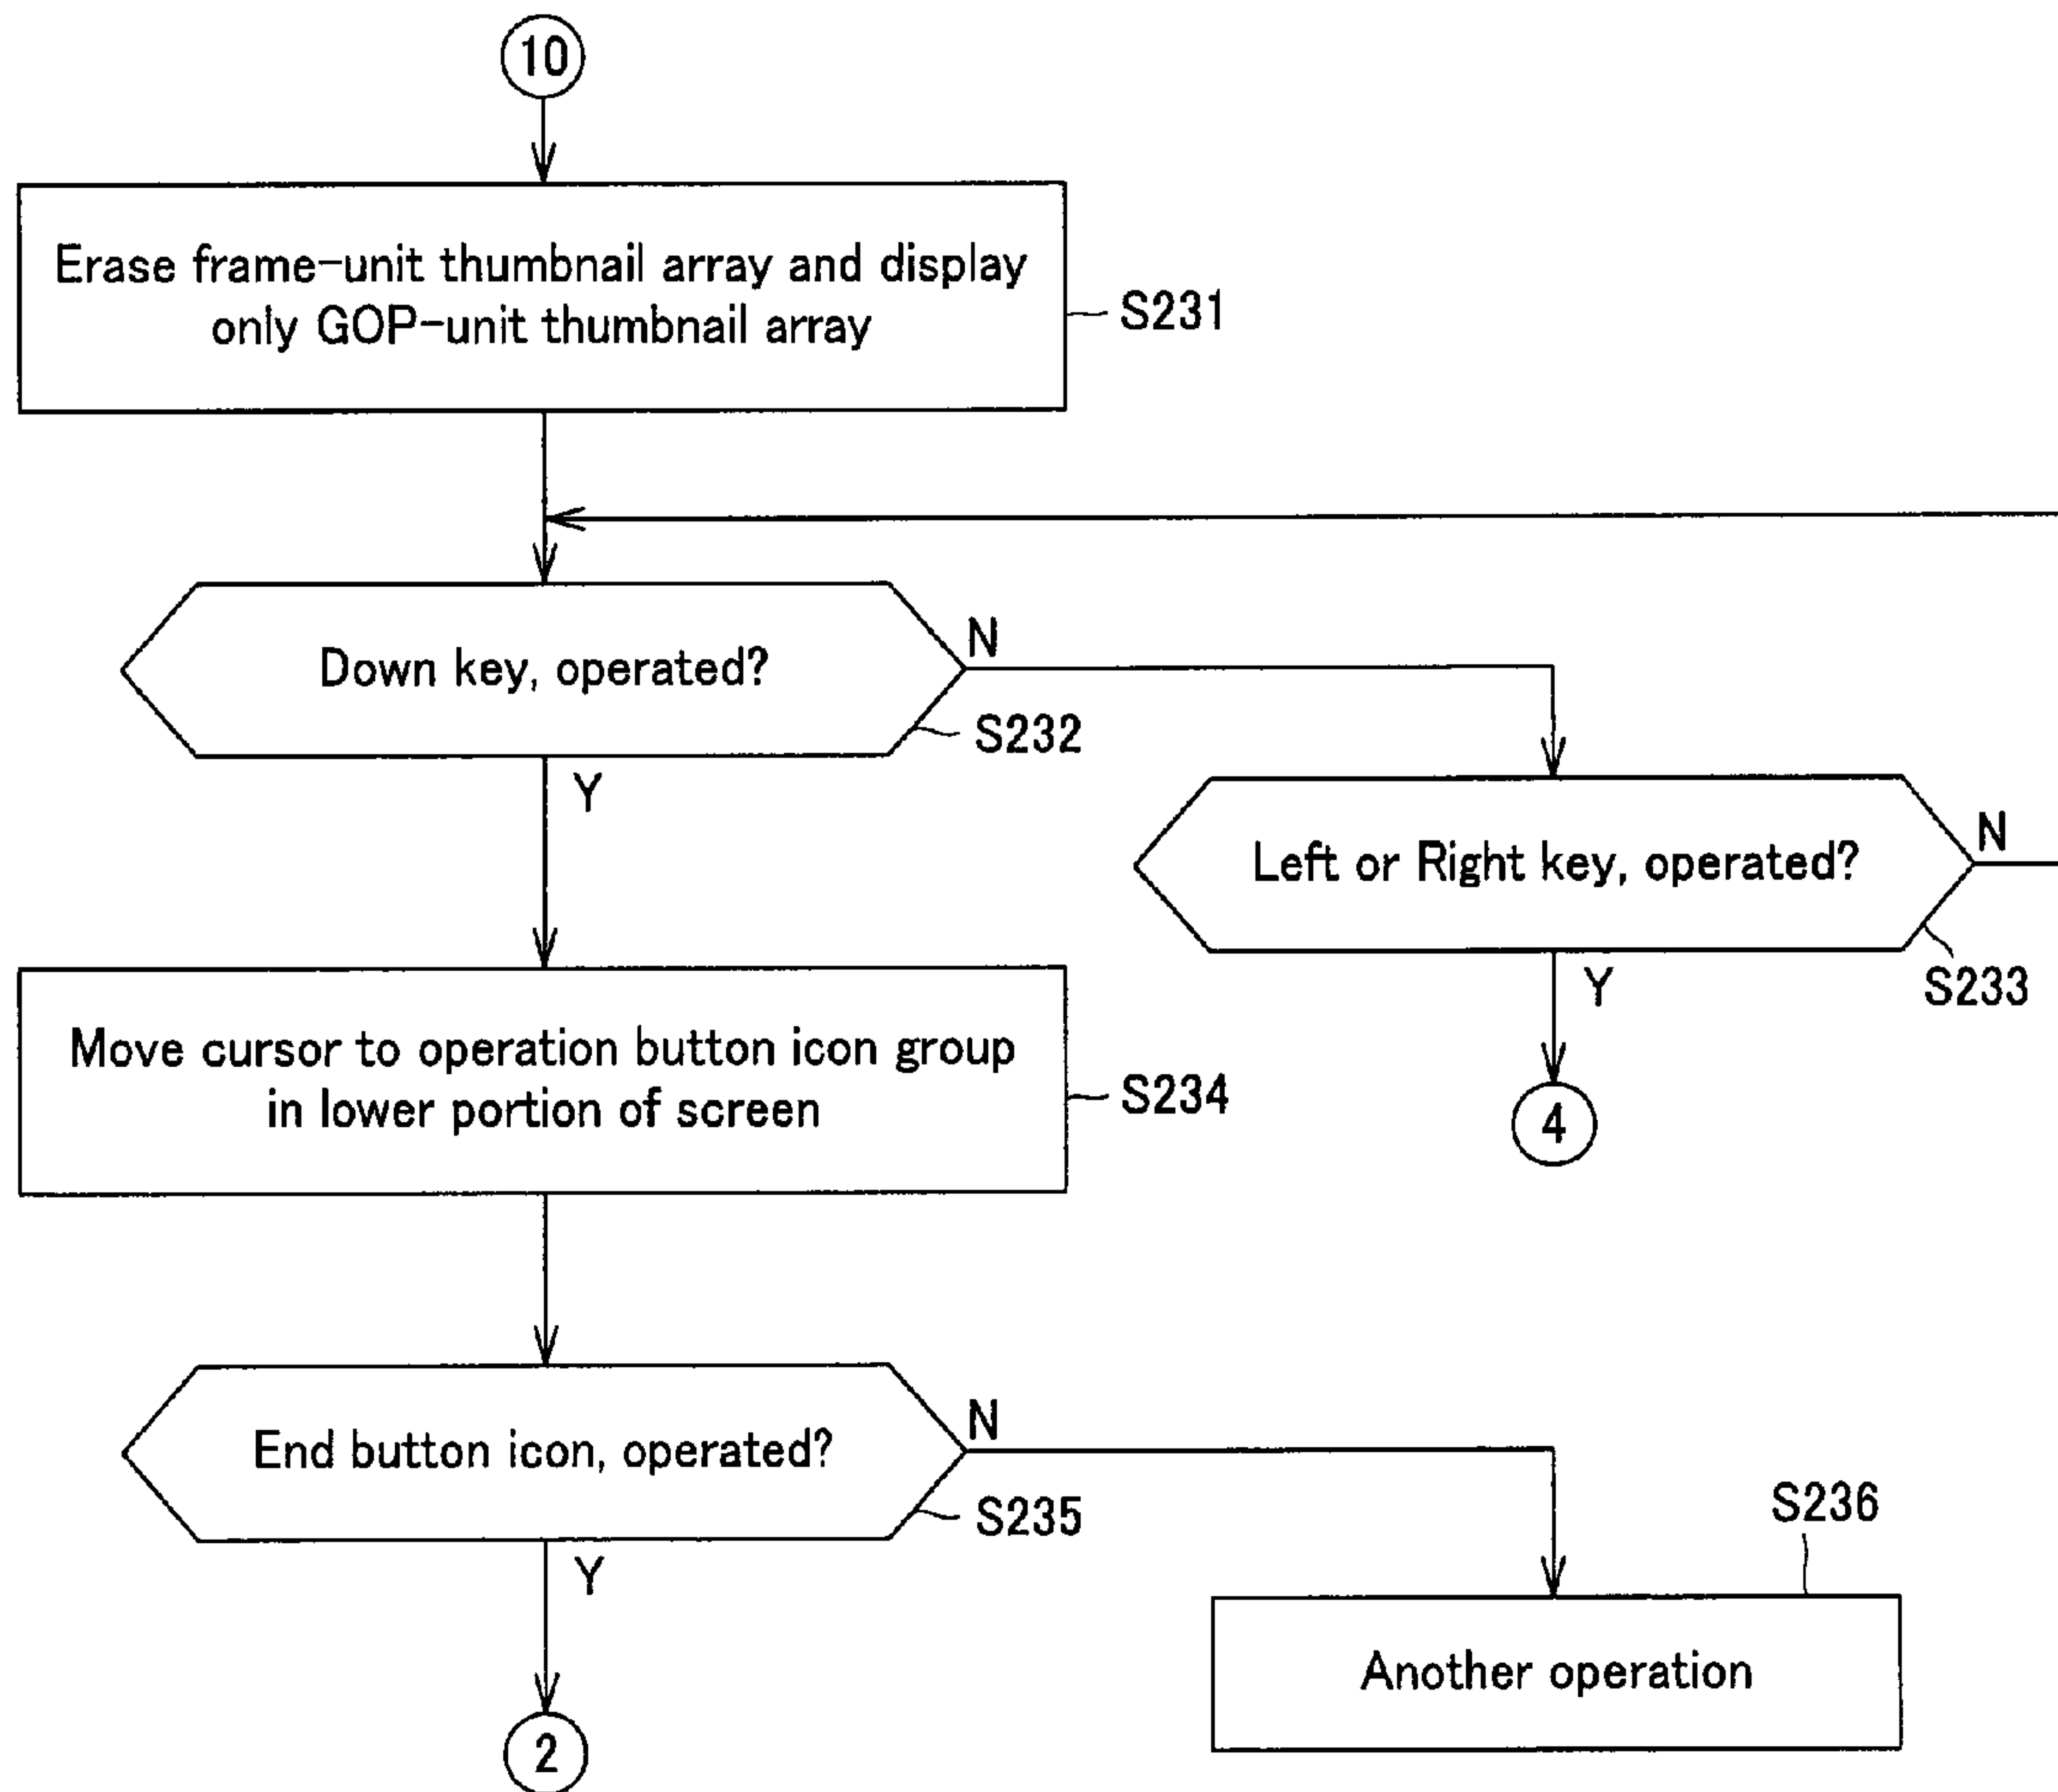 10
Erase frame-unit thumbnail array and display
only GOP-unit thumbnail array
S231
Down key, operated?
N
S232
Y
Left or Right key, operated?
N
S233
Y
4
Move cursor to operation button icon group
in lower portion of screen
S234
End button icon, operated?
N
S235
Y
S236
Another operation
2